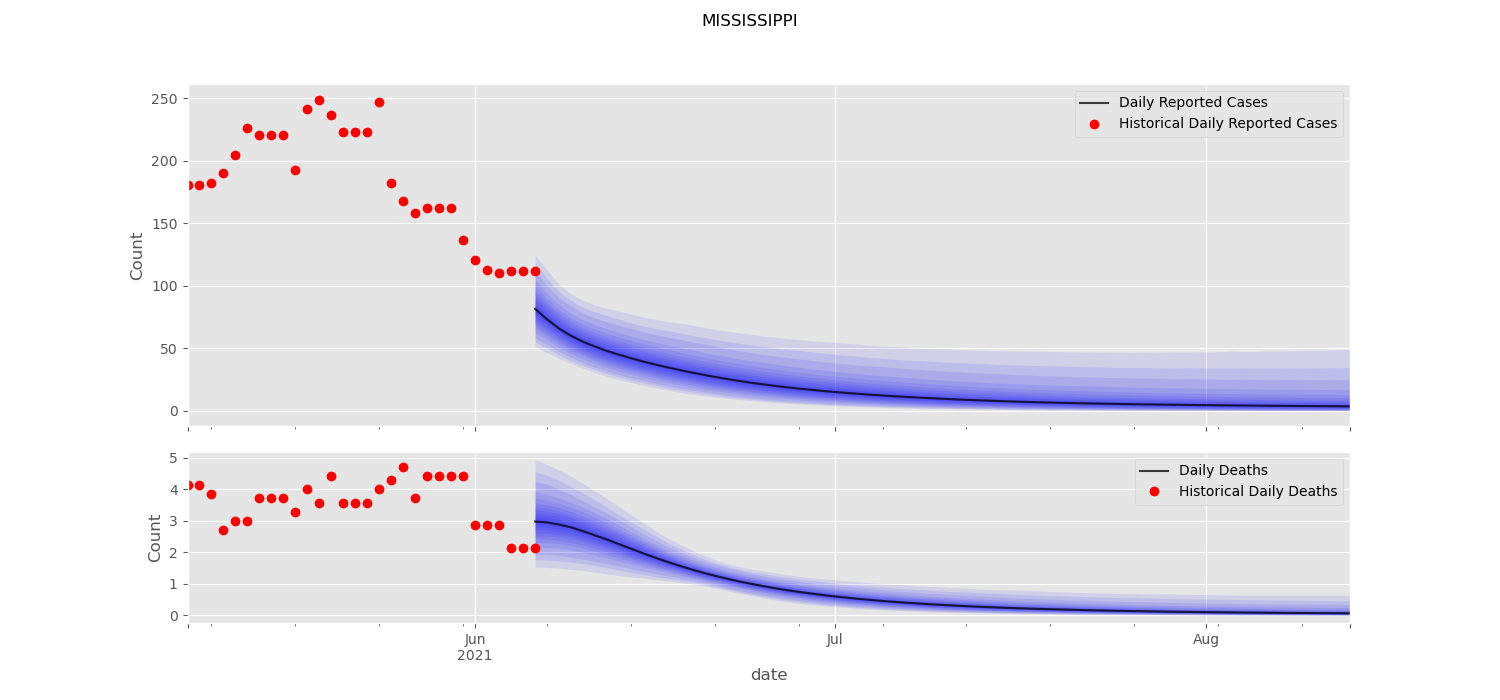 MISSISSIPPI
250
200
150
100
50
0
Count
Daily Reported Cases
Historical Daily Reported Cases
5
4
3
2
1
0
Count
Daily Deaths
Historical Daily Deaths
Jun
2021
Jul
Aug
date